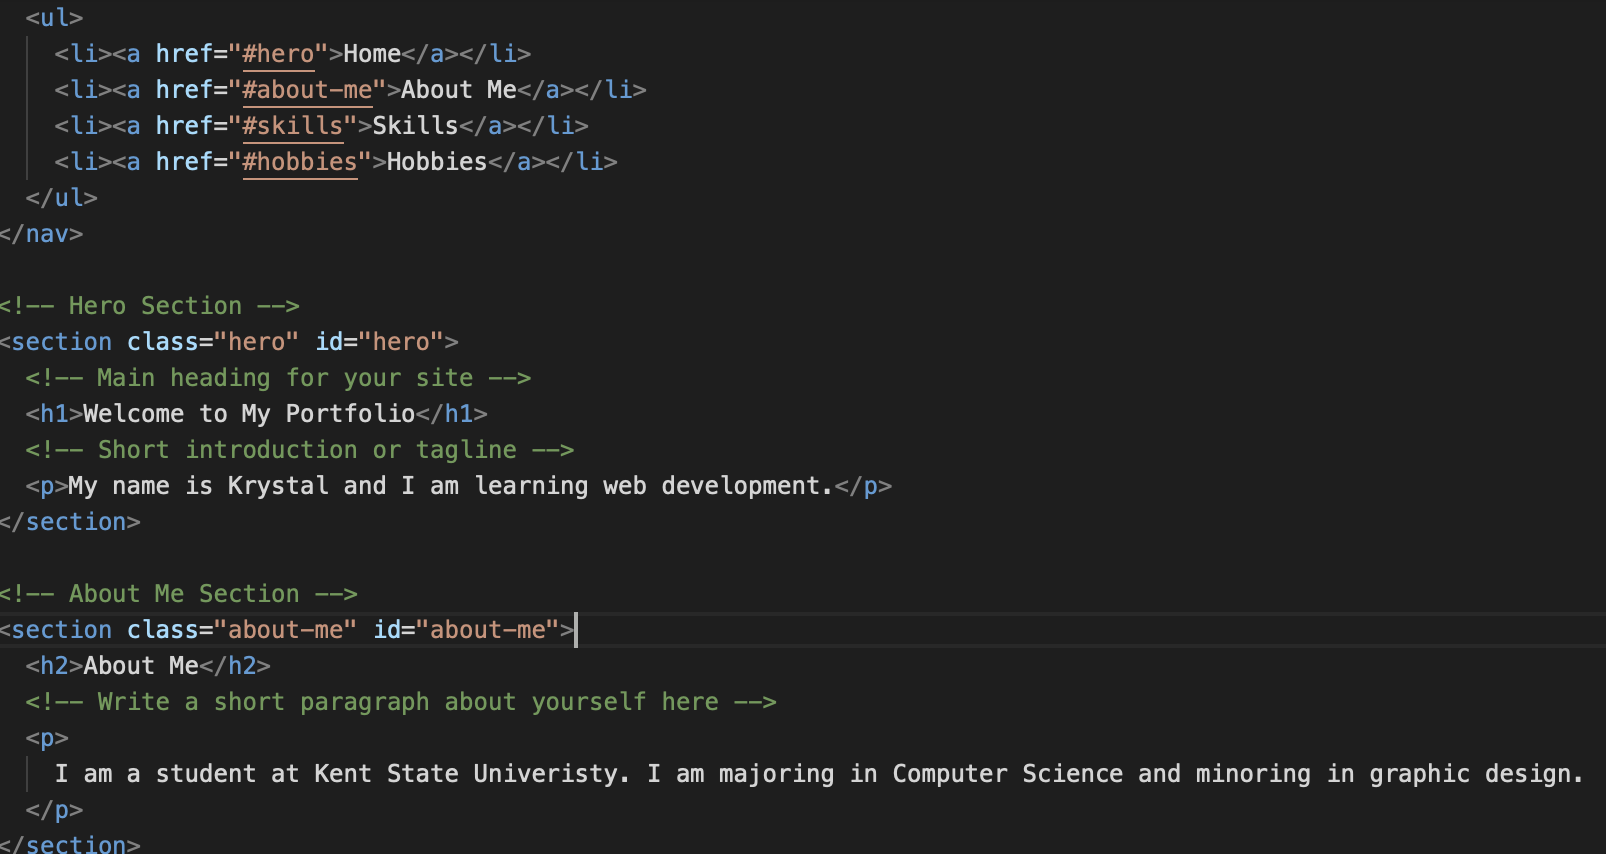 <ul>
<li><a href="#hero">Home</a></li>
<li><a href="#about-me">About Me</a></li>
<li><a href="#skills">Skills</a></li>
<li><a href="#hobbies">Hobbies</a></li>
</ul>
</nav>
<!-- Hero Section -->
<section class="hero" id="hero">
<!-- Main heading for your site -->
<h1>Welcome to My Portfolio</h1>
<!-- Short introduction or tagline -->
<p>My name is Krystal and I am learning web development.</p>
</section>
<!-- About Me Section -->
<section class="about-me" id="about-me">
<h2>About Me</h2>
<!-- Write a short paragraph about yourself here -->
<p>
I am a student at Kent State Univeristy. I am majoring in Computer Science and minoring in graphic design.
</p>
</section>